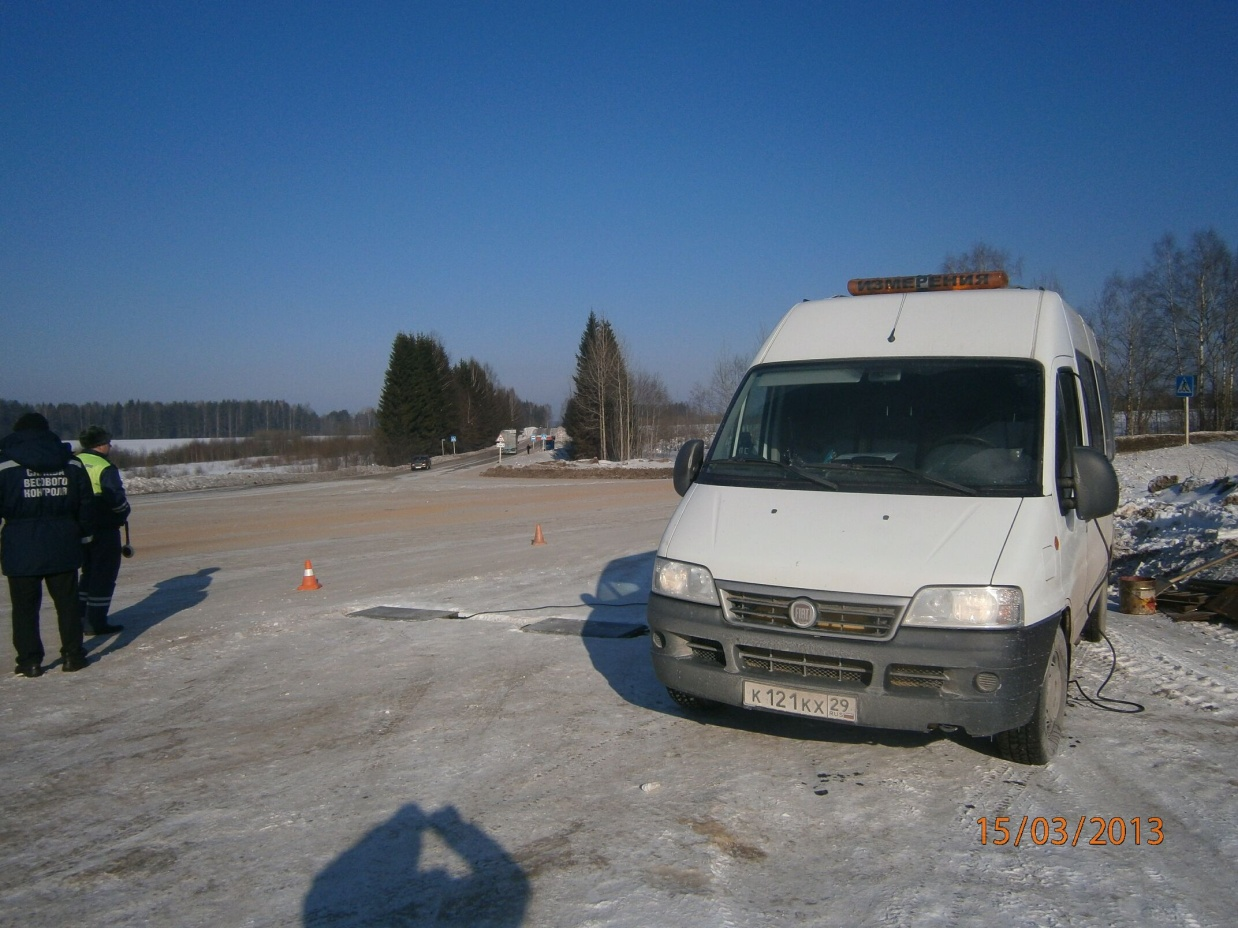 ИЗМЕРЕНИЯ
СЛУЖБА
ВЕСОВОГО
КОНТРОЛЯ
FIAT
К 121 КХ 29
RUS
15/03/2013